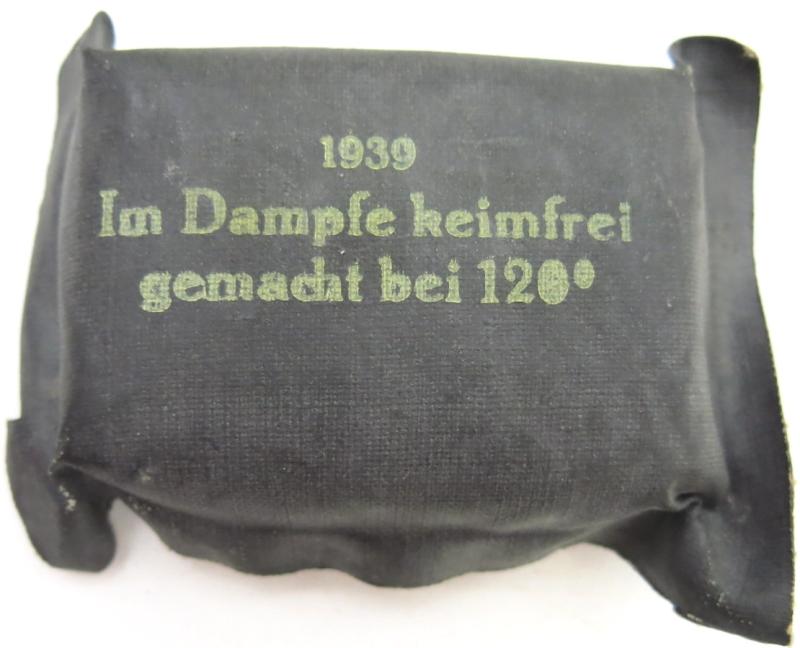 1939
Im Dampfe keimfrei
gemacht bei 120°